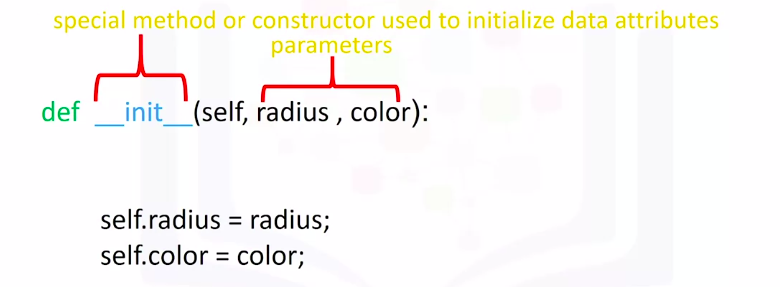 special method or constructor used to initialize data attributes
parameters
def __init__(self, radius , color):
self.radius = radius;
self.color = color;